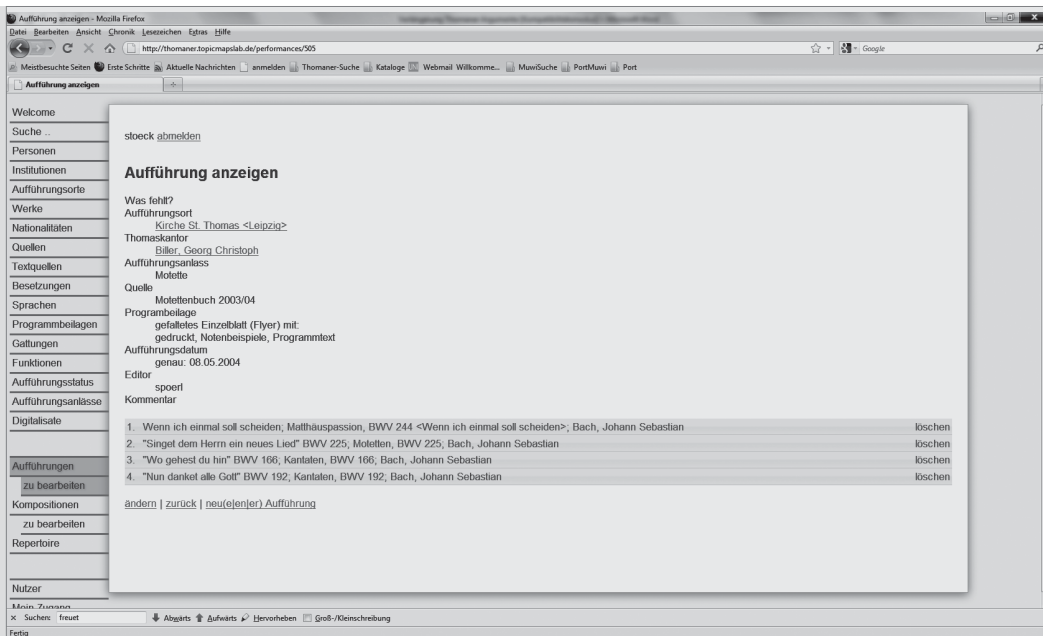 Aufführung anzeigen - Mozilla Firefox
Datei Bearbeiten Ansicht Chronik Lesezeichen Extras Hilfe
http://thomaner.topicmapslab.de/performances/505
Google
Meistbesuchte Seiten Erste Schritte Aktuelle Nachrichten anmelden Thomaner-Suche Kataloge Webmail Willkomme... MuwiSuche PortMuwi Port
Aufführung anzeigen
Welcome
Suche ..
Personen
Institutionen
Aufführungsorte
Werke
Nationalitäten
Quellen
Textquellen
Besetzungen
Sprachen
Programmbeilagen
Gattungen
Funktionen
Aufführungsstatus
Aufführungsanlässe
Digitalisate
Aufführungen
zu bearbeiten
Kompositionen
zu bearbeiten
Repertoire
Nutzer
Mein Zugang
stoeck abmelden
Aufführung anzeigen
Was fehlt?
Aufführungsort
Kirche St. Thomas <Leipzig>
Thomaskantor
Biller, Georg Christoph
Aufführungsanlass
Motette
Quelle
Motettenbuch 2003/04
Programbeilage
gefaltetes Einzelblatt (Flyer) mit:
gedruckt, Notenbeispiele, Programmtext
Aufführungsdatum
genau: 08.05.2004
Editor
spoerl
Kommentar
1. Wenn ich einmal soll scheiden; Matthäuspassion, BWV 244 <Wenn ich einmal soll scheiden>; Bach, Johann Sebastian löschen
2. "Singet dem Herrn ein neues Lied" BWV 225; Motetten, BWV 225; Bach, Johann Sebastian löschen
3. "Wo gehest du hin" BWV 166; Kantaten, BWV 166; Bach, Johann Sebastian löschen
4. "Nun danket alle Gott" BWV 192; Kantaten, BWV 192; Bach, Johann Sebastian löschen
ändern | zurück | neu(e|en|er) Aufführung
x Suchen: freuet Abwärts Aufwärts Hervorheben Groß-/Kleinschreibung
Fertig